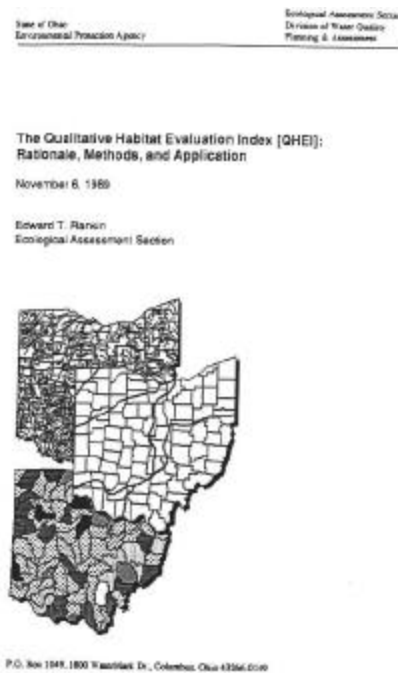 State of Ohio
Environmental Protection Agency
Ecological Assessment Section
Division of Water Quality
Planning & Assessment
The Qualitative Habitat Evaluation Index [QHEI]:
Rationale, Methods, and Application
November 6, 1989
Edward T. Rankin
Ecological Assessment Section
P.O. Box 1049, 1800 WaterMark Dr., Columbus, Ohio 43266-0149